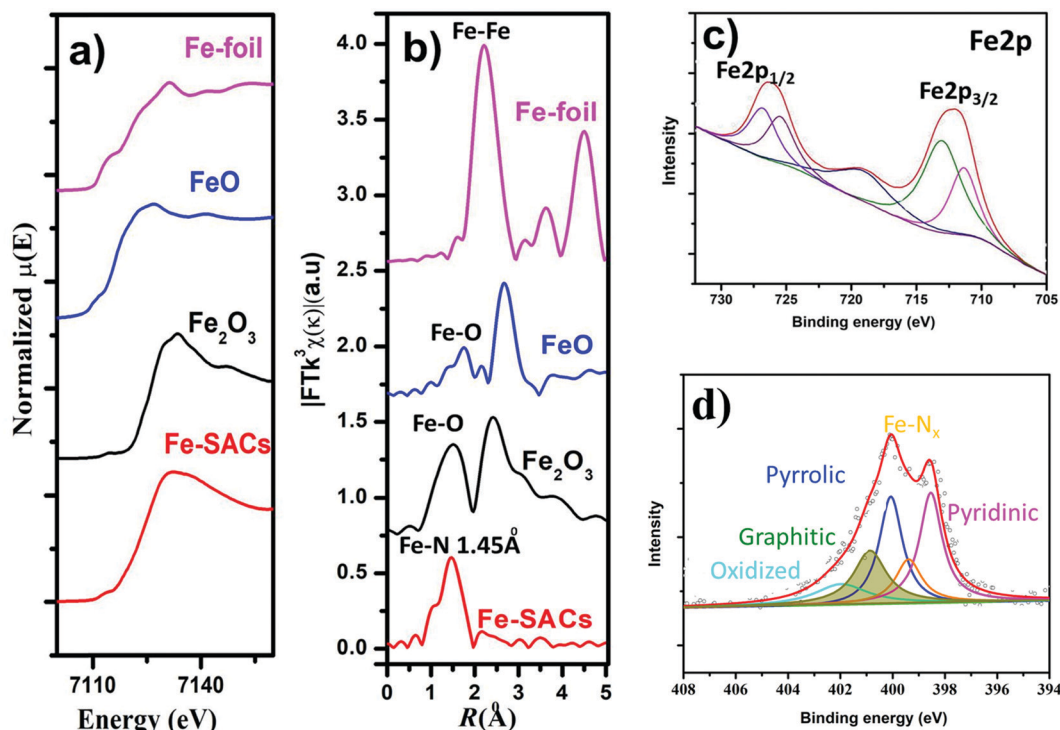 a)
Fe-foil
FeO
Fe₂O₃
Fe-SACs
Normalized μ(E)
7110 7140
Energy (eV)
b)
Fe-Fe
Fe-foil
Fe-O
FeO
Fe-O
Fe₂O₃
Fe-N 1.45Å
Fe-SACs
|FTk³χ(κ)|(a.u)
4.0
3.5
3.0
2.5
2.0
1.5
1.0
0.5
0.0
0 1 2 3 4 5
R(Å)
c)
Fe2p
Fe2p₁/₂
Fe2p₃/₂
Intensity
730 725 720 715 710 705
Binding energy (eV)
d)
Fe-Nₓ
Pyrrolic
Pyridinic
Graphitic
Oxidized
Intensity
408 406 404 402 400 398 396 394
Binding energy (eV)